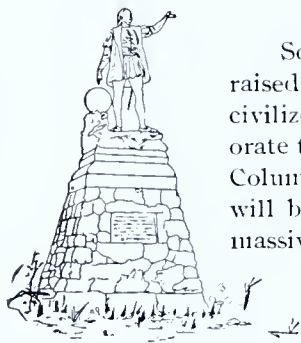 So
raised
civilize
orate t
Colum
will b
massiv